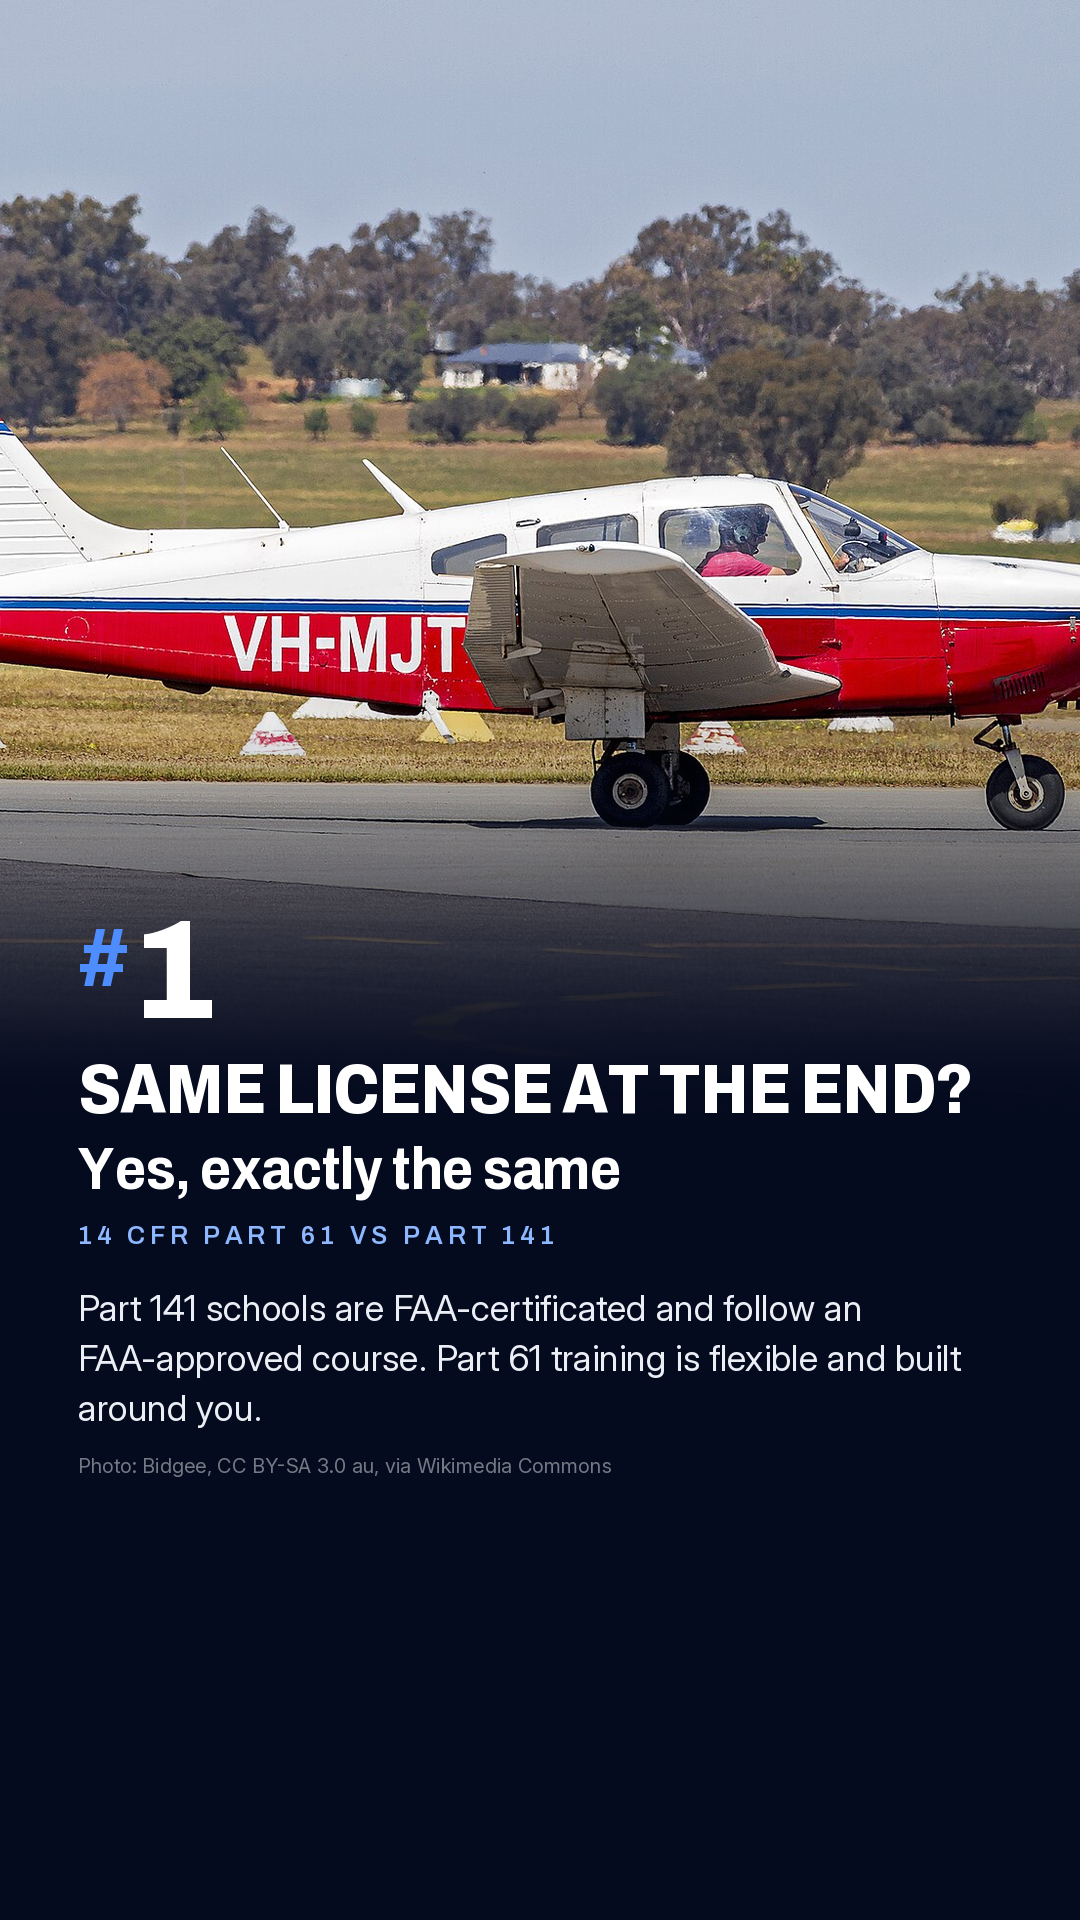 VH-MJT
#1
SAME LICENSE AT THE END?
Yes, exactly the same
14 CFR PART 61 VS PART 141
Part 141 schools are FAA-certificated and follow an
FAA-approved course. Part 61 training is flexible and built
around you.
Photo: Bidgee, CC BY-SA 3.0 au, via Wikimedia Commons